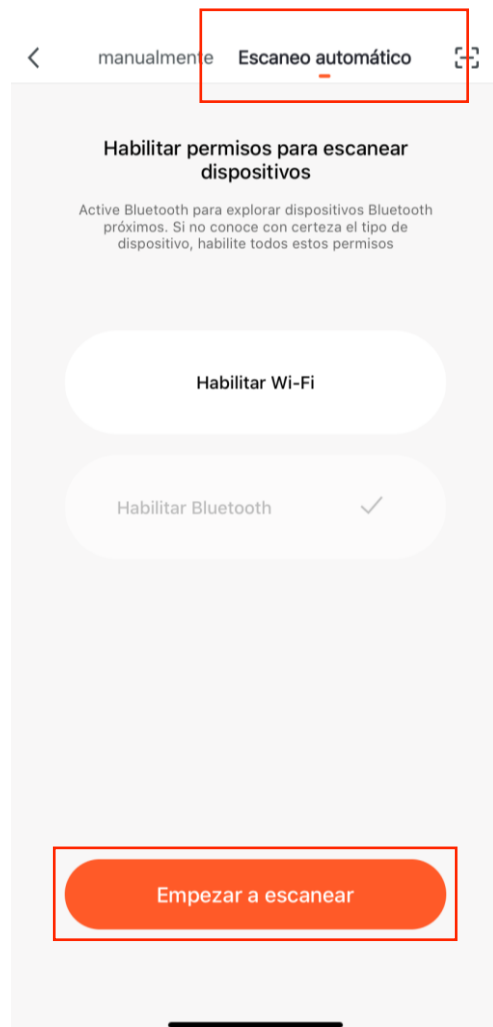 manualmente Escaneo automático
Habilitar permisos para escanear
dispositivos
Active Bluetooth para explorar dispositivos Bluetooth
próximos. Si no conoce con certeza el tipo de
dispositivo, habilite todos estos permisos
Habilitar Wi-Fi
Habilitar Bluetooth
Empezar a escanear